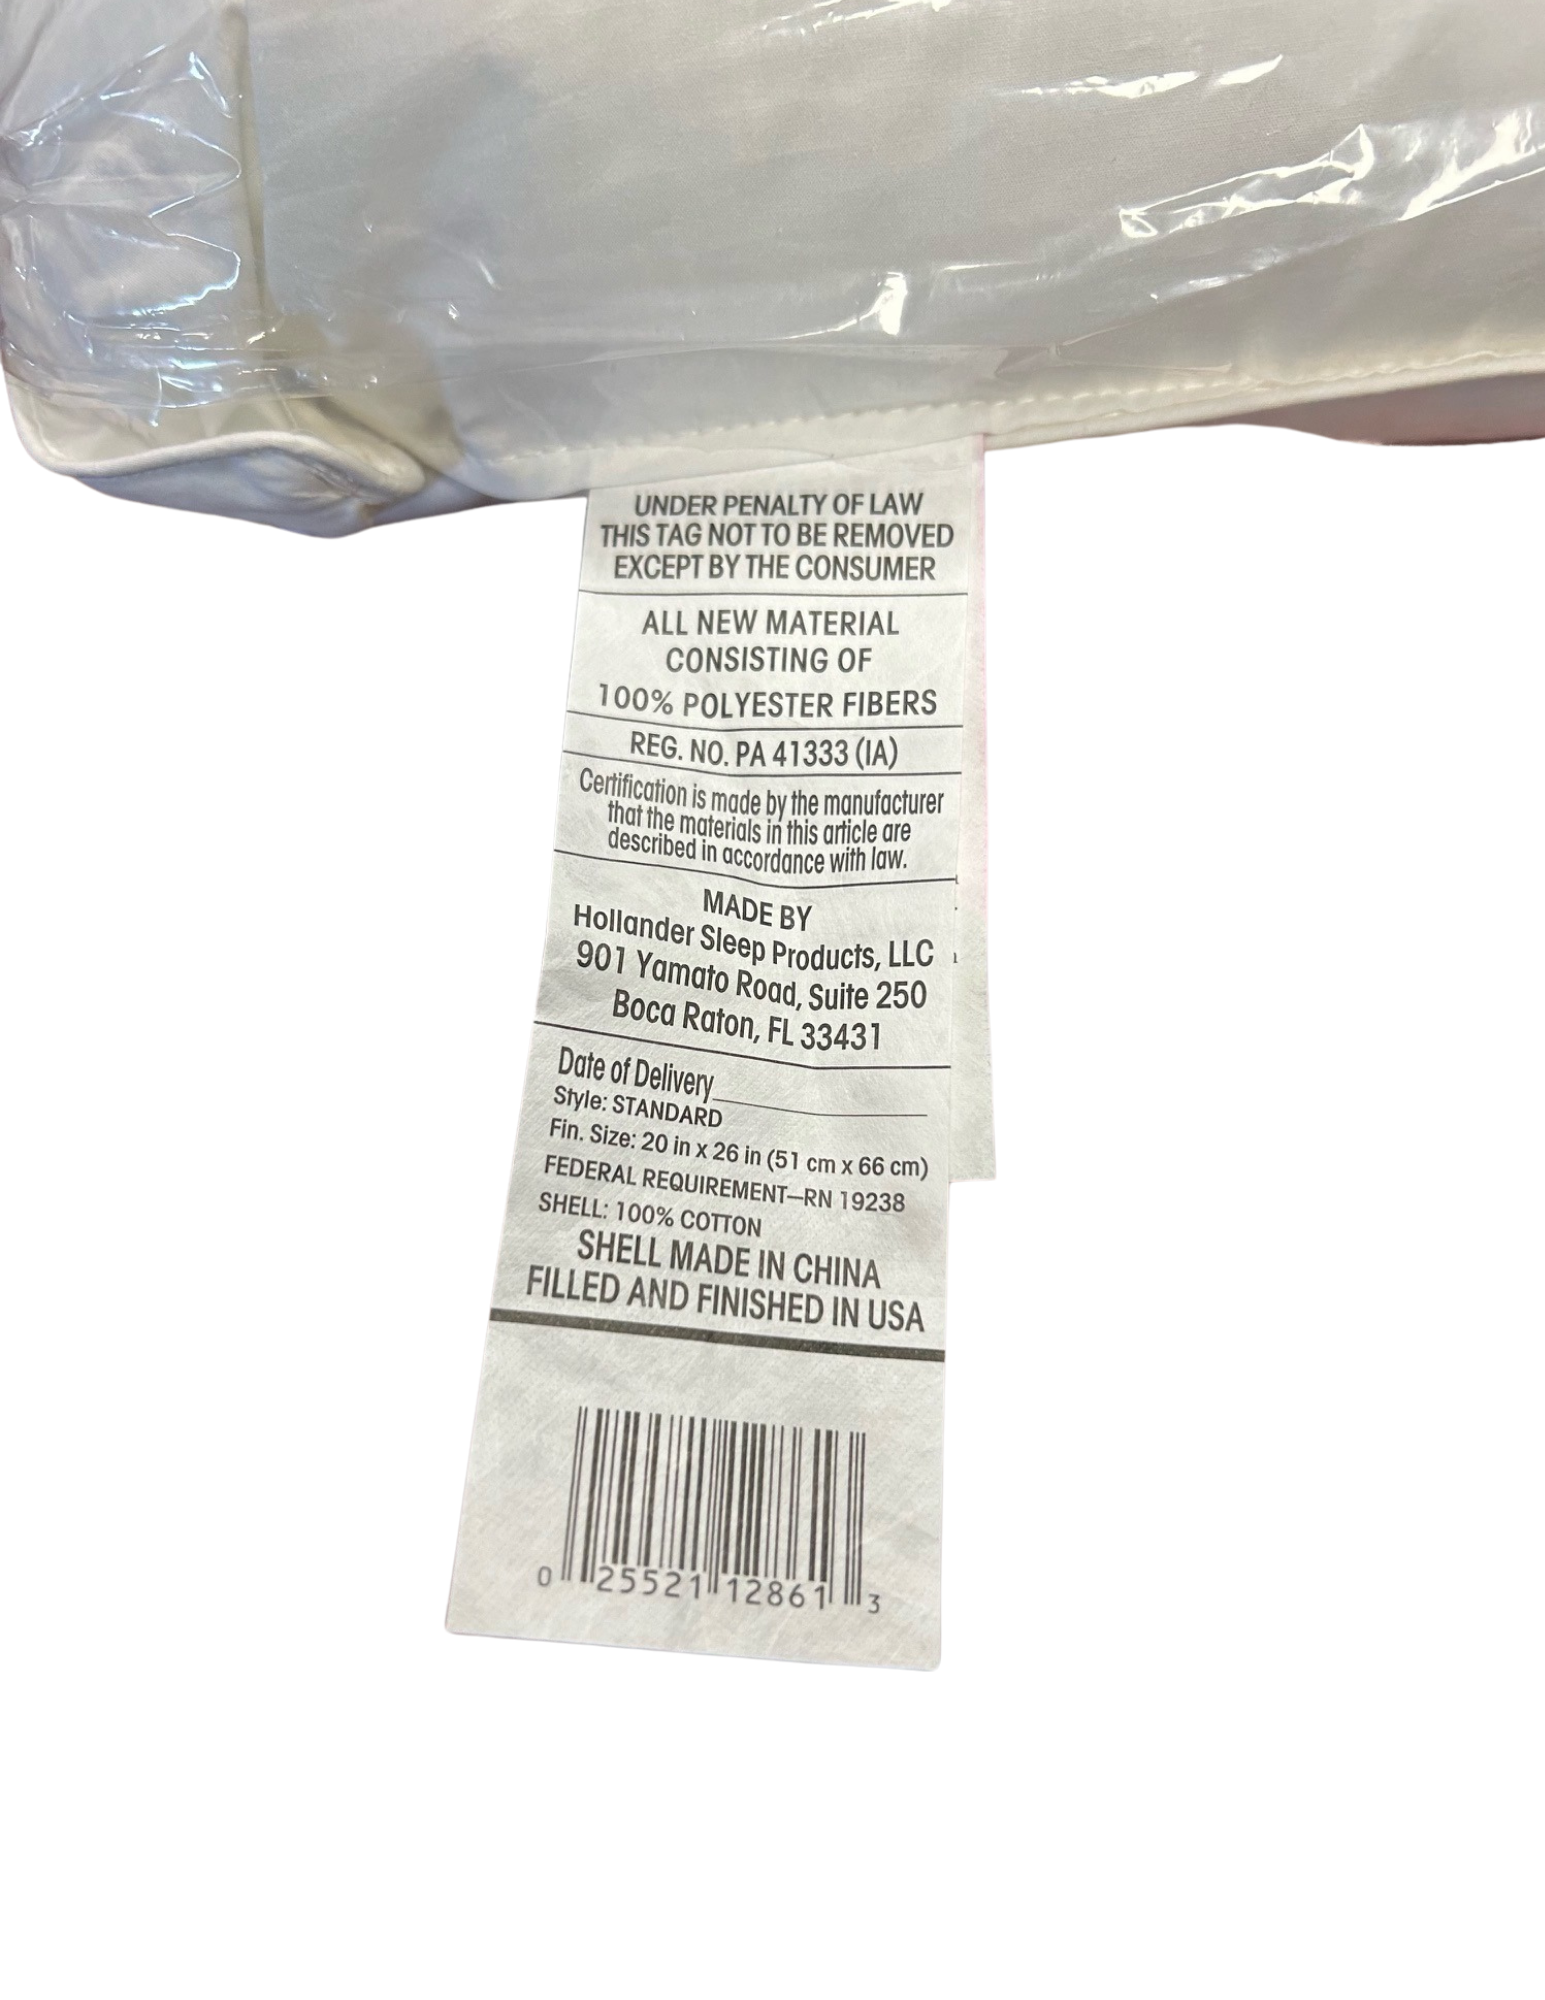 UNDER PENALTY OF LAW
THIS TAG NOT TO BE REMOVED
EXCEPT BY THE CONSUMER
ALL NEW MATERIAL
CONSISTING OF
100% POLYESTER FIBERS
REG. NO. PA 41333 (IA)
Certification is made by the manufacturer
that the materials in this article are
described in accordance with law.
MADE BY
Hollander Sleep Products, LLC
901 Yamato Road, Suite 250
Boca Raton, FL 33431
Date of Delivery
Style: STANDARD
Fin. Size: 20 in x 26 in (51 cm x 66 cm)
FEDERAL REQUIREMENT—RN 19238
SHELL: 100% COTTON
SHELL MADE IN CHINA
FILLED AND FINISHED IN USA
0 25521 12861 3